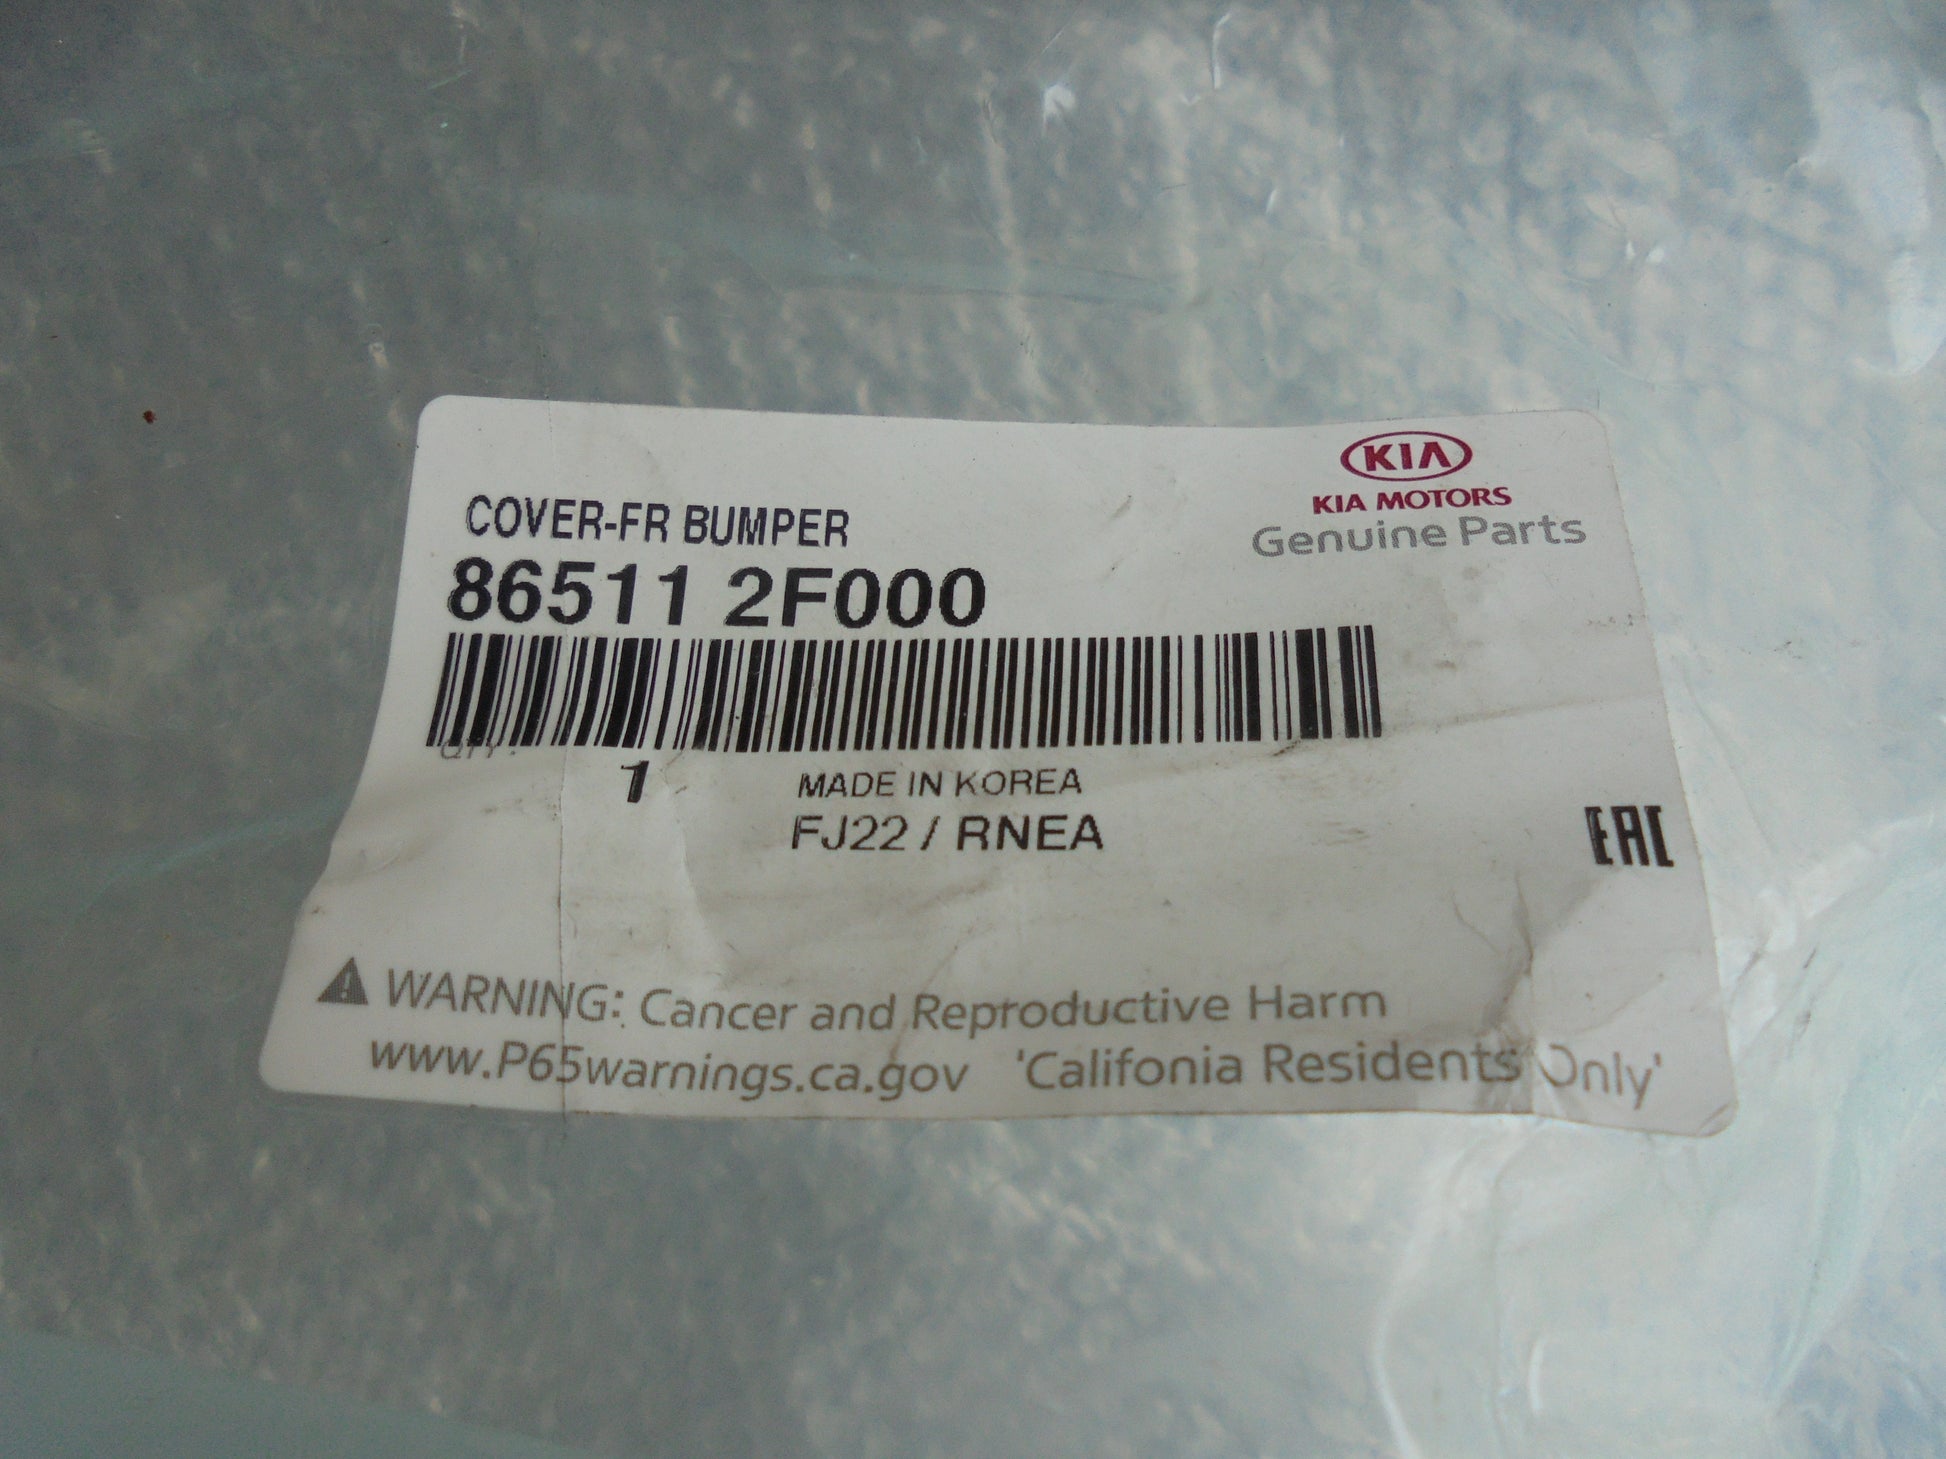 KIA
KIA MOTORS
Genuine Parts
COVER-FR BUMPER
86511 2F000
QTY:
1
MADE IN KOREA
FJ22 / RNEA
EAC
WARNING: Cancer and Reproductive Harm
www.P65warnings.ca.gov 'Califonia Residents Only'